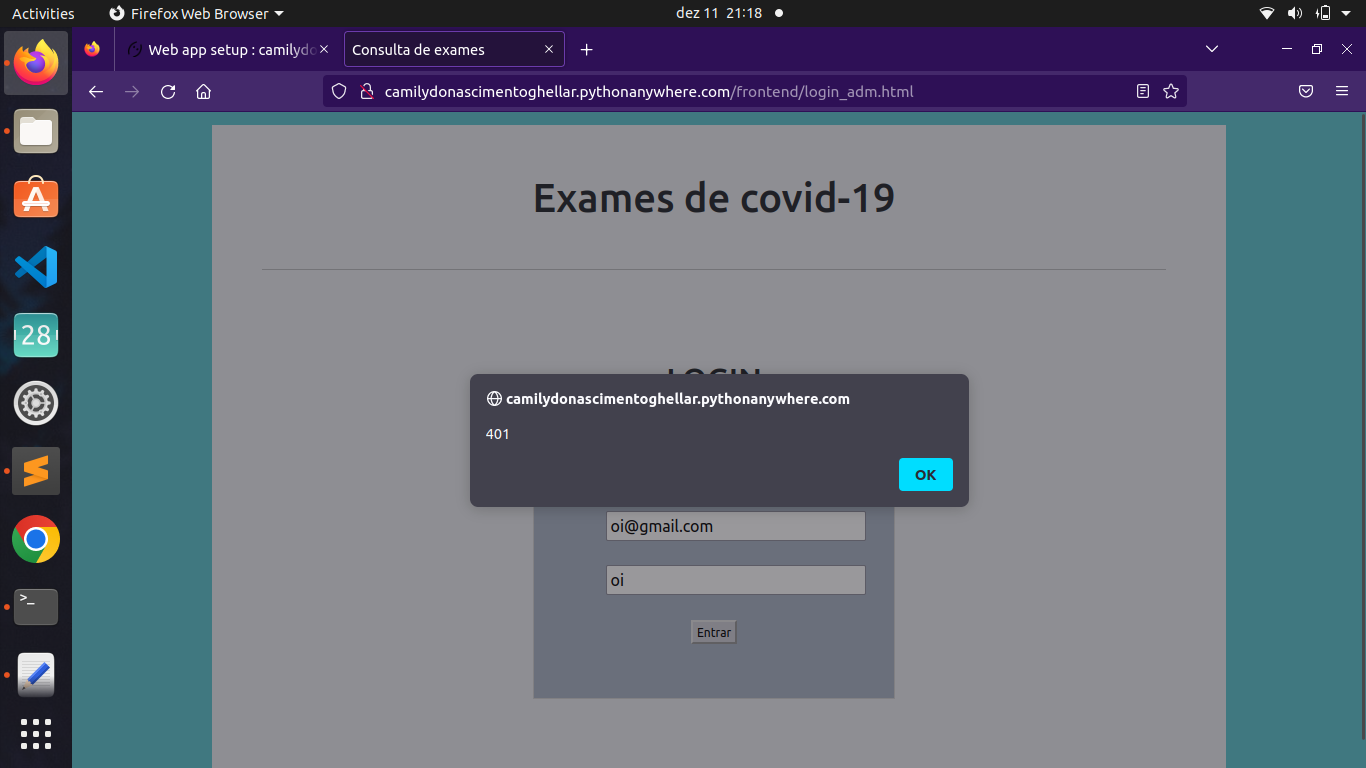 Activities
Firefox Web Browser
dez 11 21:18
Web app setup : camilydo
Consulta de exames
camilydonascimentoghellar.pythonanywhere.com/frontend/login_adm.html
28
Exames de covid-19
LOGIN
camilydonascimentoghellar.pythonanywhere.com
401
OK
oi@gmail.com
oi
Entrar